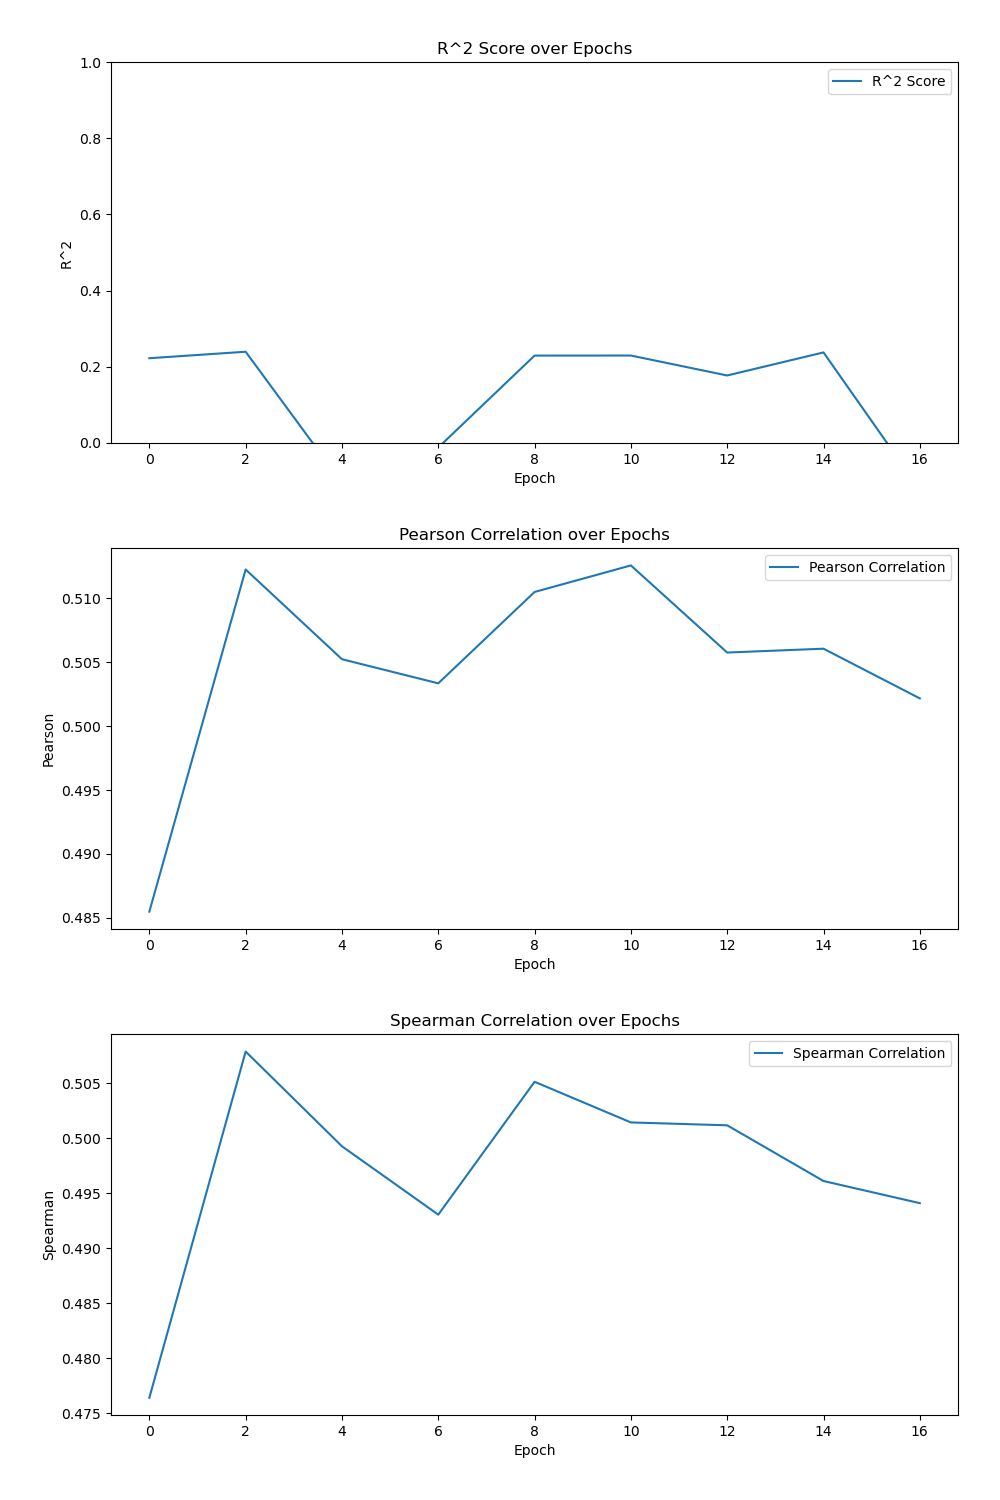 R^2 Score over Epochs
1.0
R^2 Score
0.8
0.6
R^2
0.4
0.2
0.0
0 2 4 6 8 10 12 14 16
Epoch
Pearson Correlation over Epochs
Pearson Correlation
0.510
0.505
0.500
Pearson
0.495
0.490
0.485
0 2 4 6 8 10 12 14 16
Epoch
Spearman Correlation over Epochs
Spearman Correlation
0.505
0.500
0.495
Spearman
0.490
0.485
0.480
0.475
0 2 4 6 8 10 12 14 16
Epoch